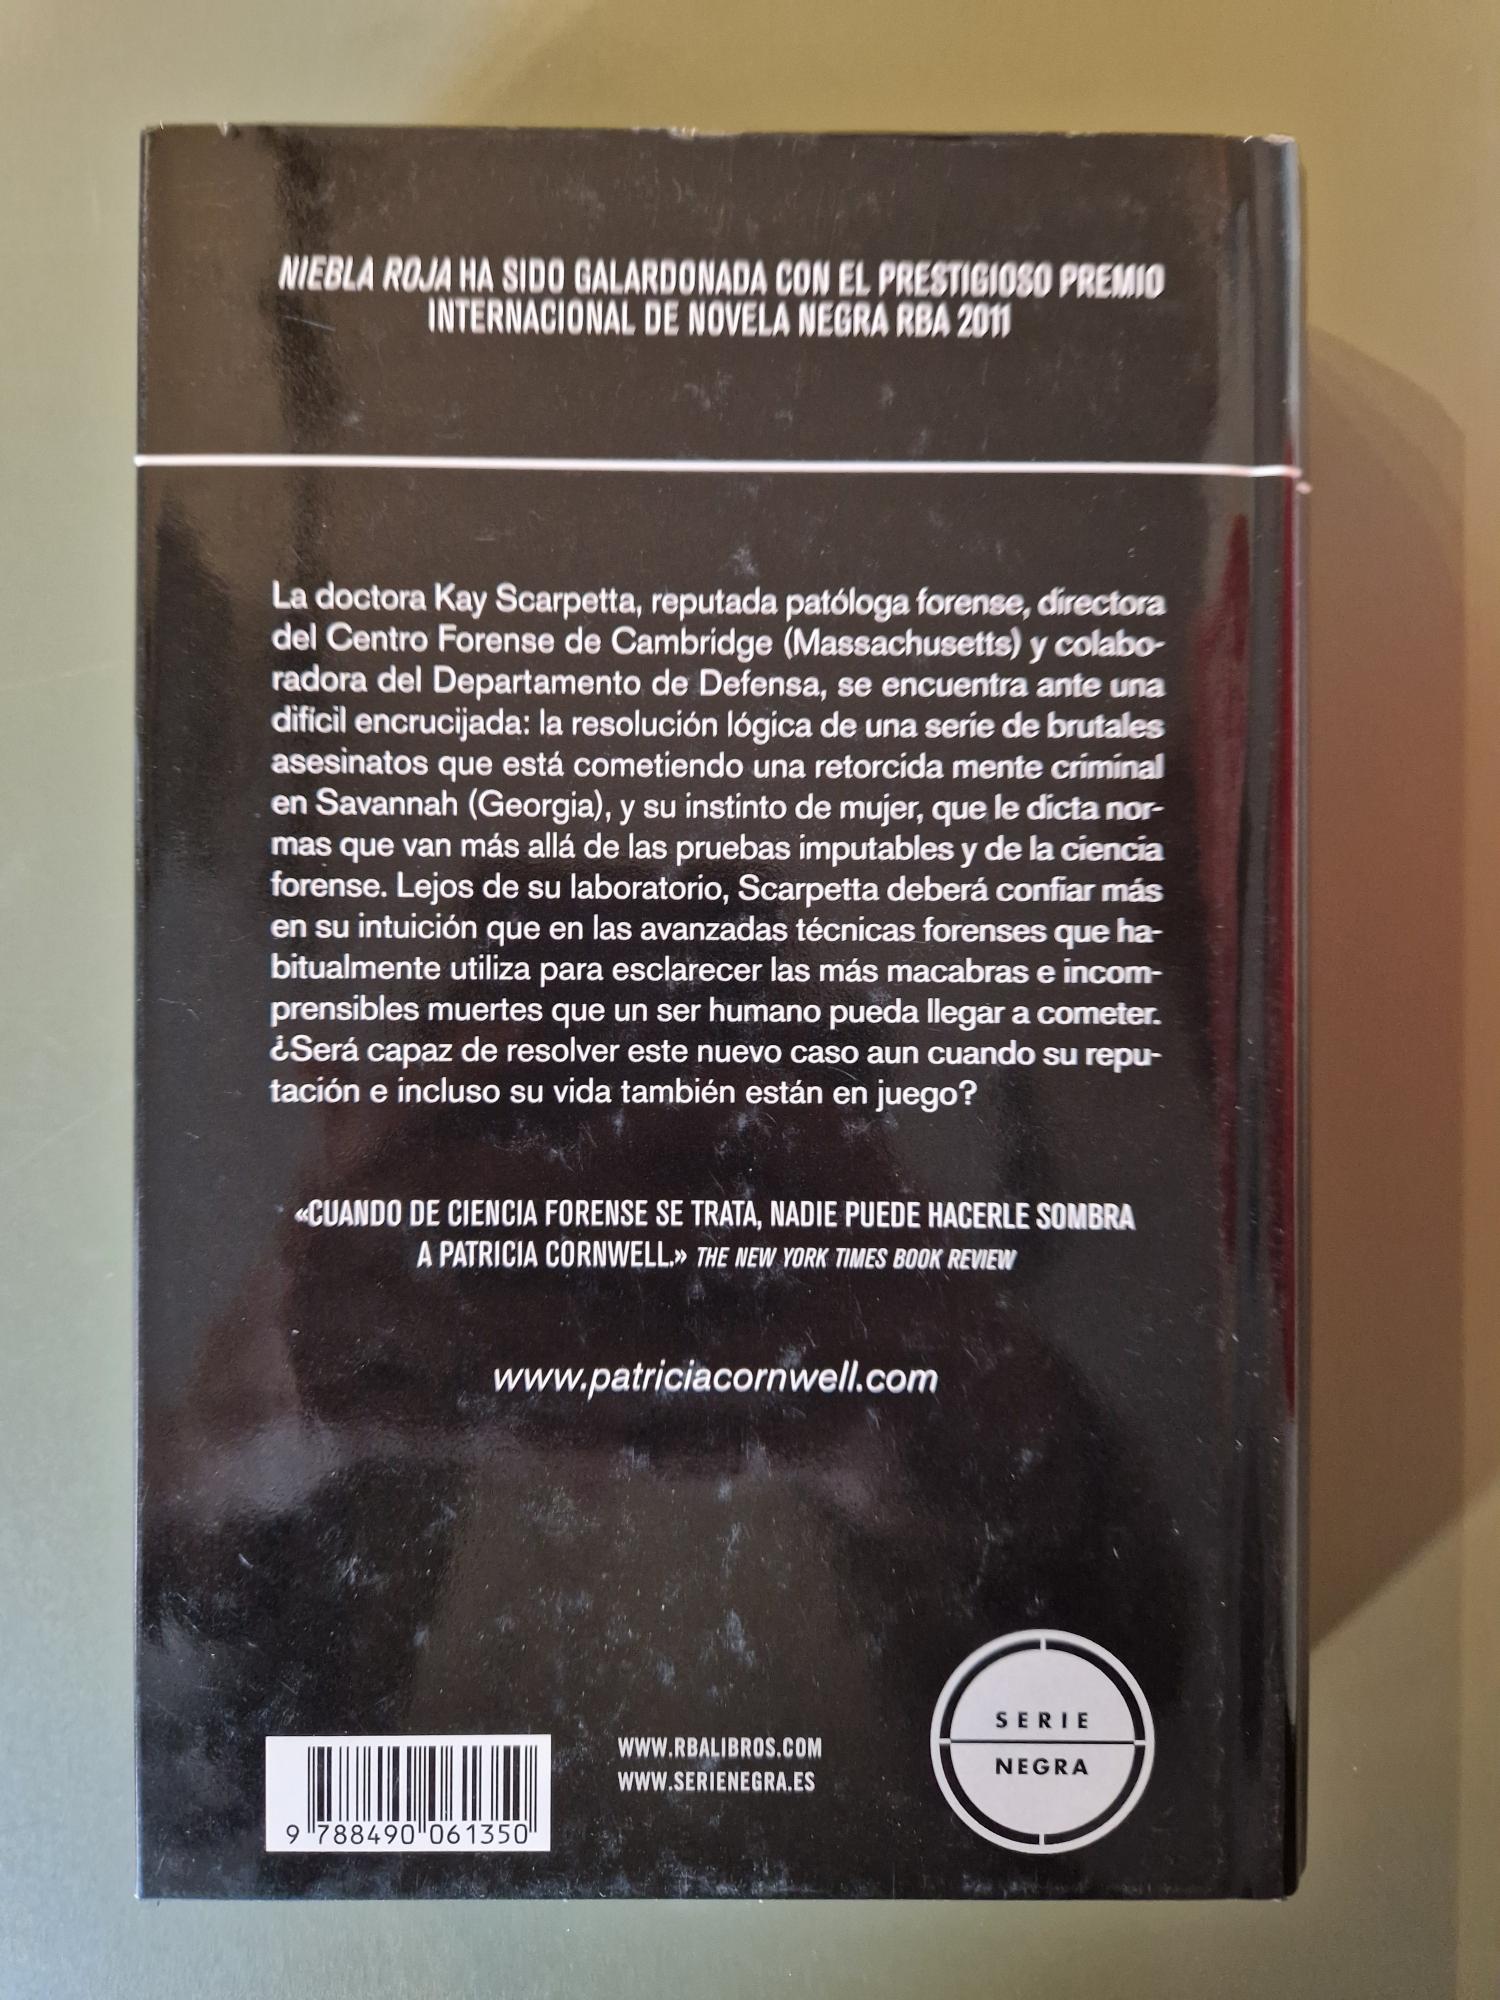 NIEBLA ROJA HA SIDO GALARDONADA CON EL PRESTIGIOSO PREMIO
INTERNACIONAL DE NOVELA NEGRA RBA 2011
La doctora Kay Scarpetta, reputada patóloga forense, directora
del Centro Forense de Cambridge (Massachusetts) y colabo-
radora del Departamento de Defensa, se encuentra ante una
difícil encrucijada: la resolución lógica de una serie de brutales
asesinatos que está cometiendo una retorcida mente criminal
en Savannah (Georgia), y su instinto de mujer, que le dicta nor-
mas que van más allá de las pruebas imputables y de la ciencia
forense. Lejos de su laboratorio, Scarpetta deberá confiar más
en su intuición que en las avanzadas técnicas forenses que ha-
bitualmente utiliza para esclarecer las más macabras e incom-
prensibles muertes que un ser humano pueda llegar a cometer.
¿Será capaz de resolver este nuevo caso aun cuando su repu-
tación e incluso su vida también están en juego?
«CUANDO DE CIENCIA FORENSE SE TRATA, NADIE PUEDE HACERLE SOMBRA
A PATRICIA CORNWELL.» THE NEW YORK TIMES BOOK REVIEW
www.patriciacornwell.com
WWW.RBALIBROS.COM
WWW.SERIENEGRA.ES
SERIE
NEGRA
9 788490 061350